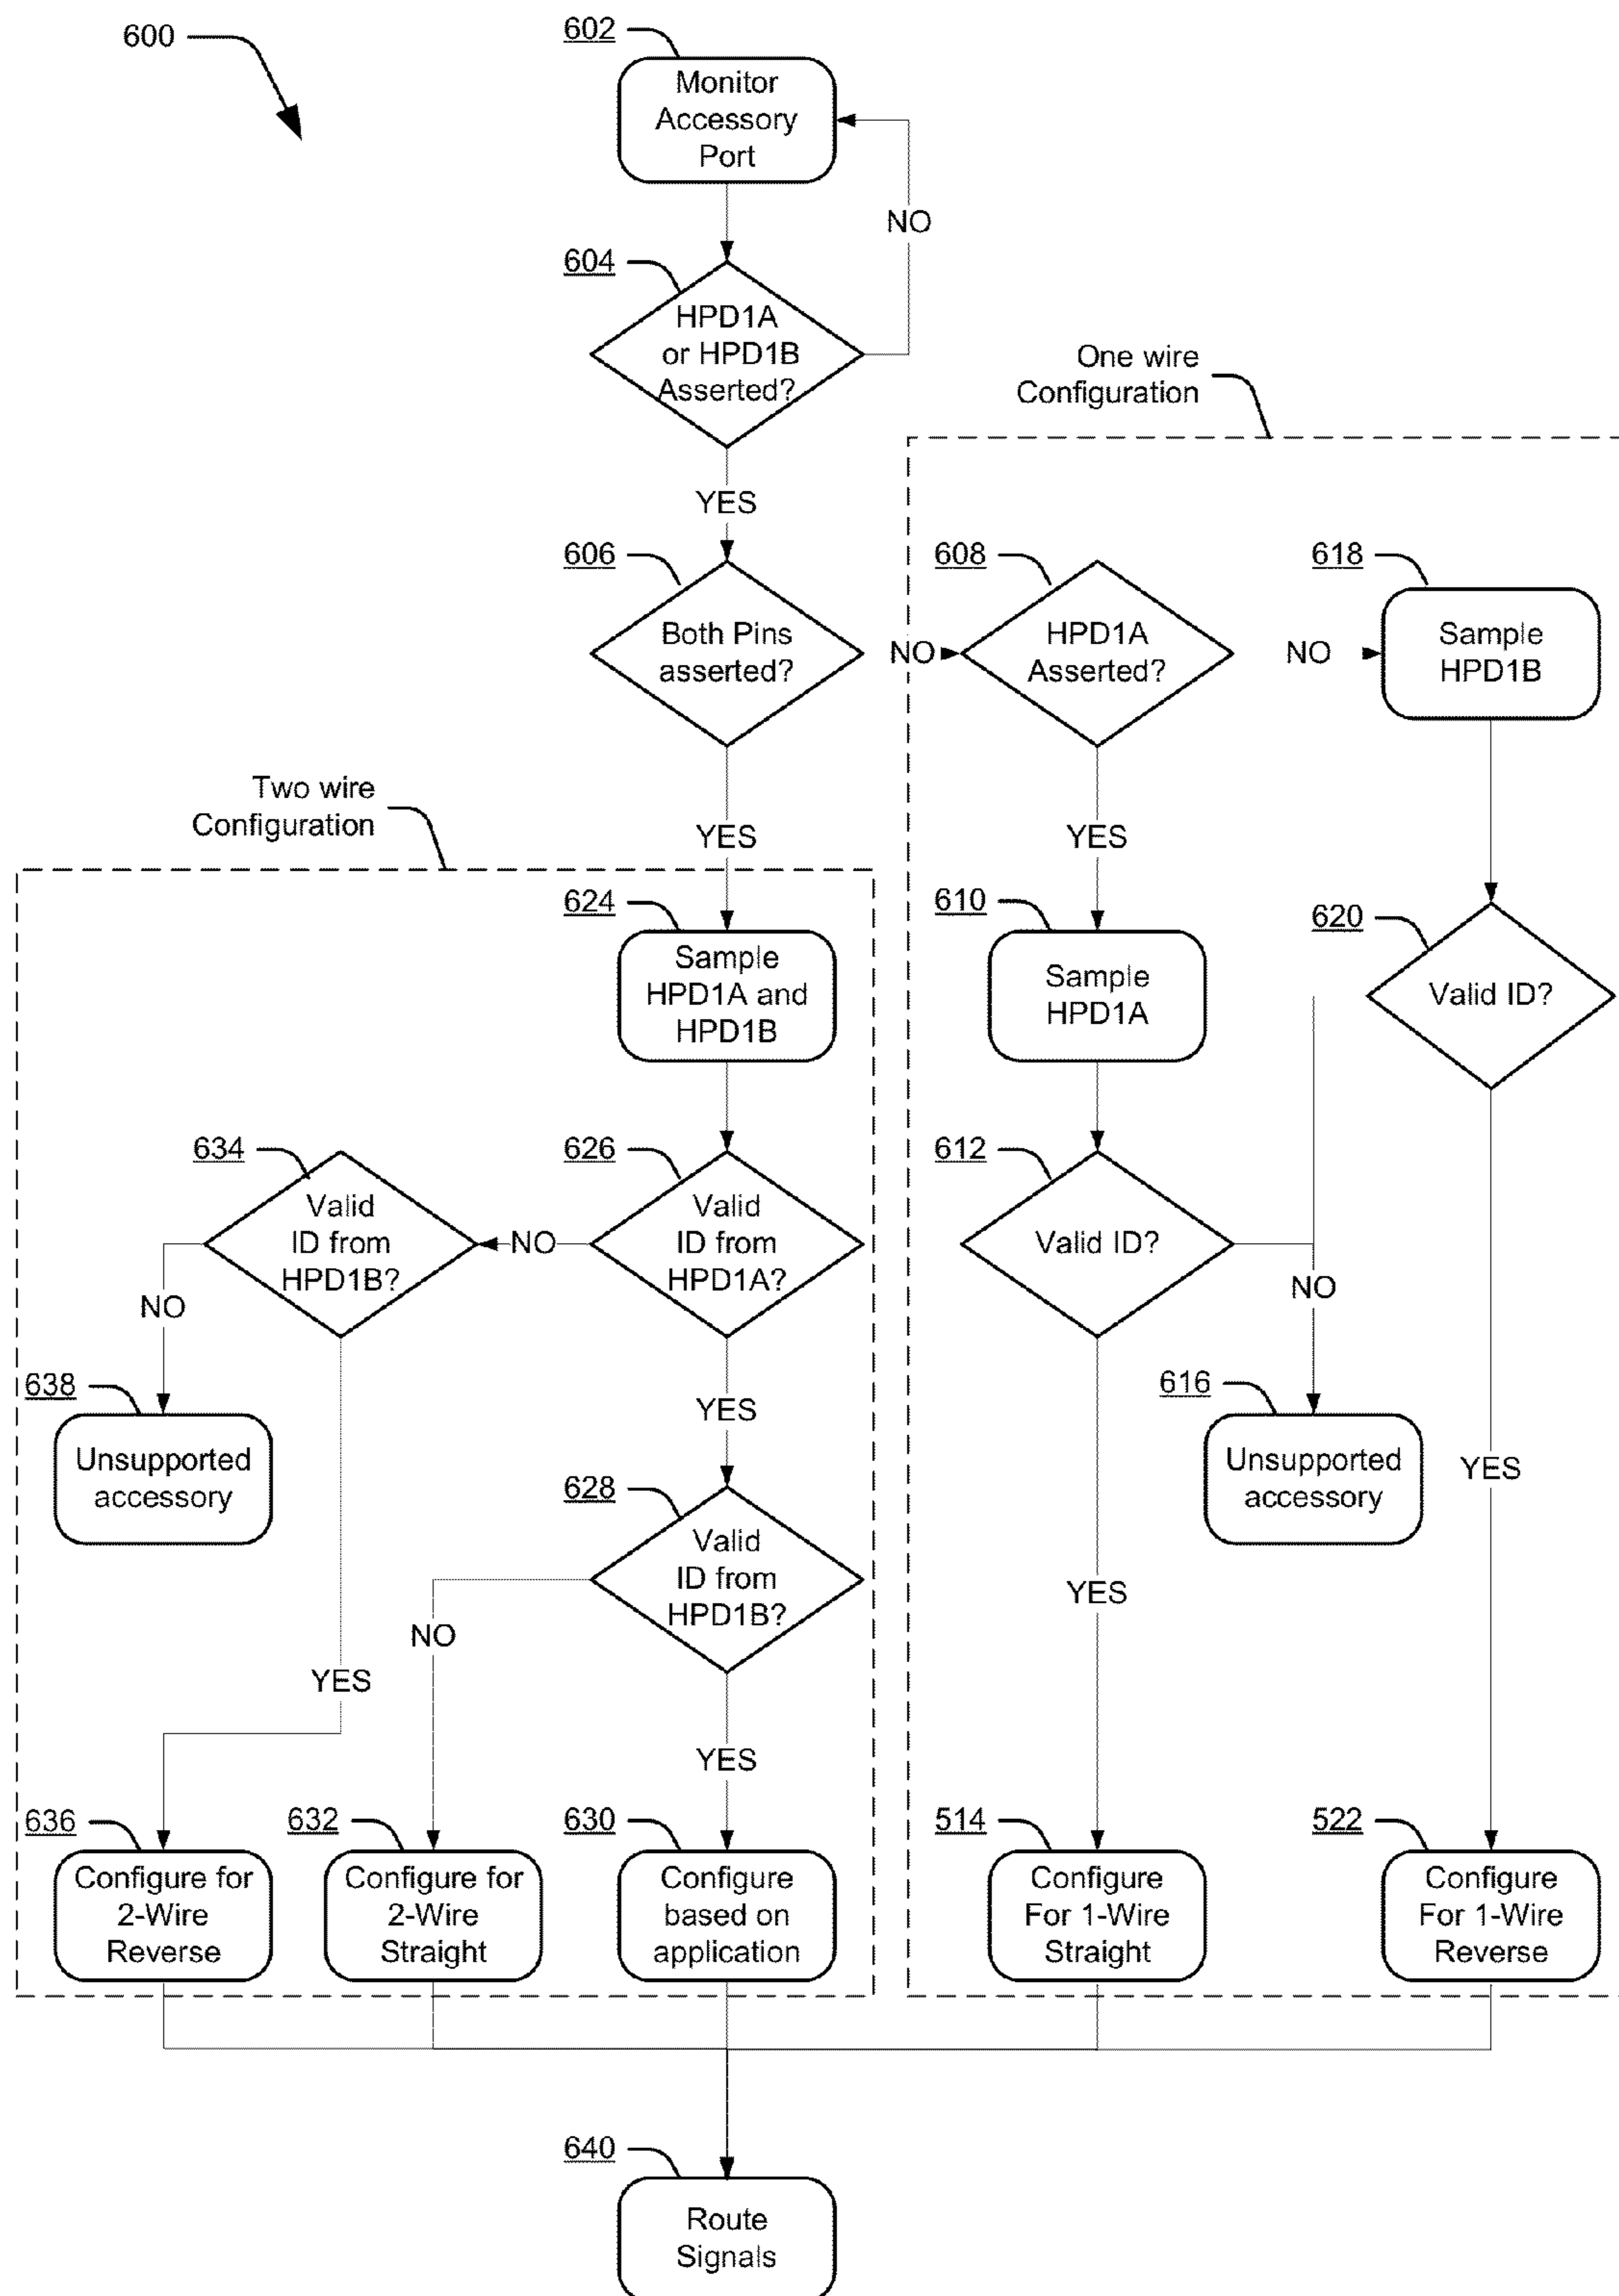 600
602
Monitor
Accessory
Port
NO
604
HPD1A
or HPD1B
Asserted?
One wire
Configuration
YES
606
Both Pins
asserted?
NO
608
HPD1A
Asserted?
NO
618
Sample
HPD1B
Two wire
Configuration
YES
YES
624
Sample
HPD1A and
HPD1B
610
Sample
HPD1A
620
Valid ID?
634
Valid
ID from
HPD1B?
NO
626
Valid
ID from
HPD1A?
612
Valid ID?
NO
NO
638
Unsupported
accessory
YES
616
Unsupported
accessory
YES
628
Valid
ID from
HPD1B?
NO
YES
YES
YES
636
Configure for
2-Wire
Reverse
632
Configure for
2-Wire
Straight
630
Configure
based on
application
514
Configure
For 1-Wire
Straight
522
Configure
For 1-Wire
Reverse
640
Route
Signals